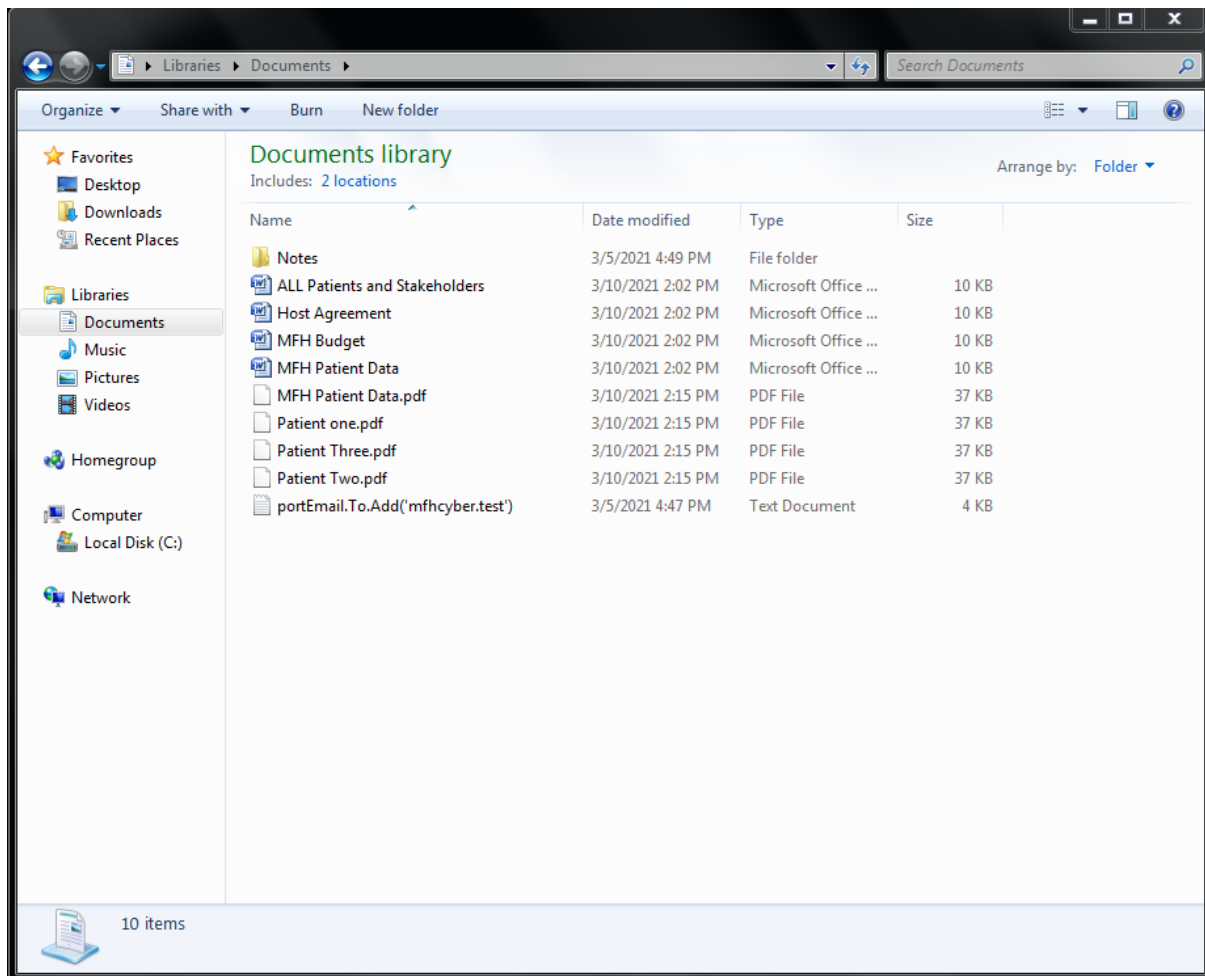 Libraries Documents
Search Documents
Organize Share with Burn New folder
Favorites
Desktop
Downloads
Recent Places
Libraries
Documents
Music
Pictures
Videos
Homegroup
Computer
Local Disk (C:)
Network
Documents library
Includes: 2 locations
Arrange by: Folder
Name Date modified Type Size
Notes 3/5/2021 4:49 PM File folder
ALL Patients and Stakeholders 3/10/2021 2:02 PM Microsoft Office ... 10 KB
Host Agreement 3/10/2021 2:02 PM Microsoft Office ... 10 KB
MFH Budget 3/10/2021 2:02 PM Microsoft Office ... 10 KB
MFH Patient Data 3/10/2021 2:02 PM Microsoft Office ... 10 KB
MFH Patient Data.pdf 3/10/2021 2:15 PM PDF File 37 KB
Patient one.pdf 3/10/2021 2:15 PM PDF File 37 KB
Patient Three.pdf 3/10/2021 2:15 PM PDF File 37 KB
Patient Two.pdf 3/10/2021 2:15 PM PDF File 37 KB
portEmail.To.Add('mfhcyber.test') 3/5/2021 4:47 PM Text Document 4 KB
10 items